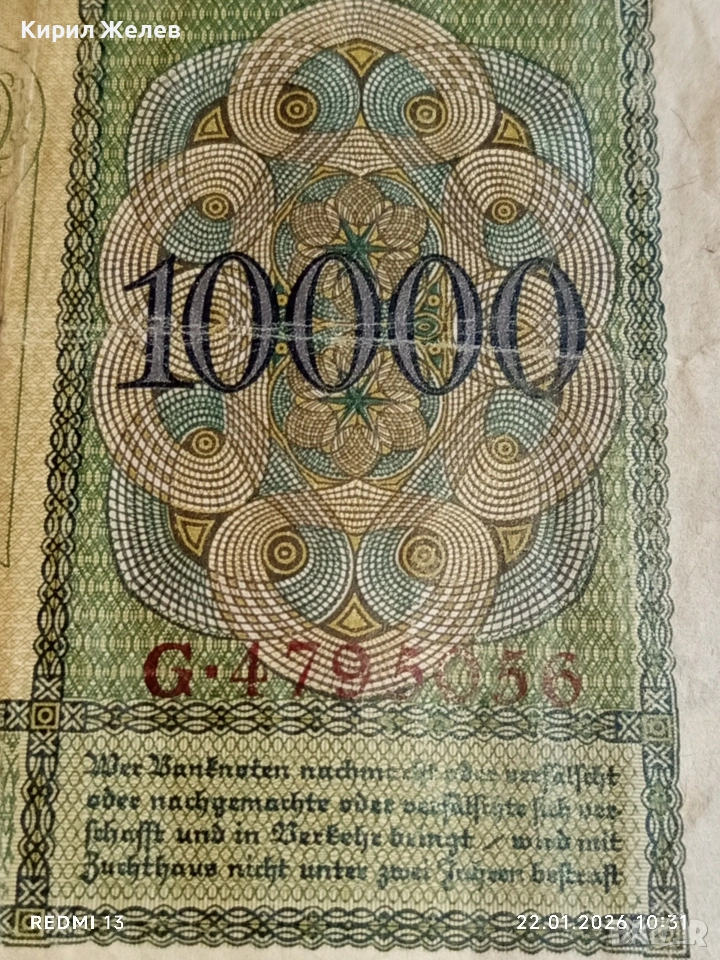 Кирил Желев
10000
G·4795056
Wer Banknoten nachmacht oder verfälscht
oder nachgemachte oder verfälschte sich ver-
schafft und in Verkehr bringt / wird mit
Zuchthaus nicht unter zwei Jahren bestraft
REDMI 13
22.01.2026 10:31